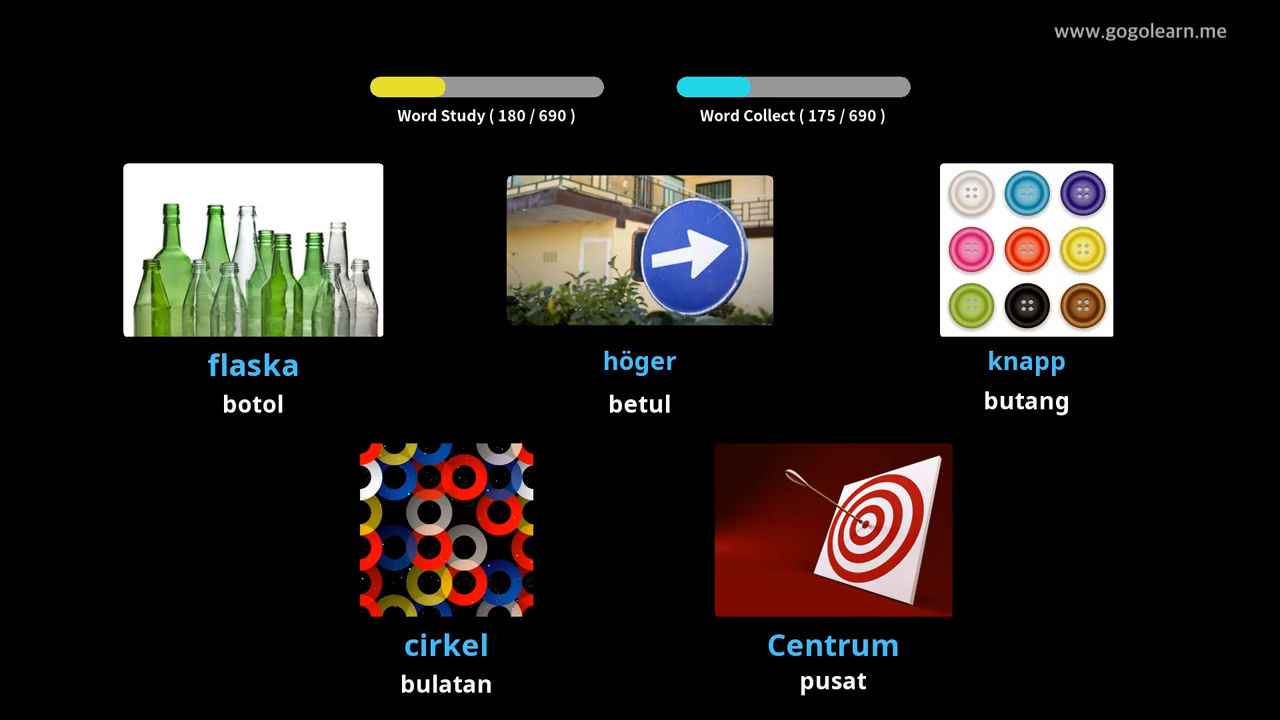 www.gogolearn.me
Word Study ( 180 / 690 )
Word Collect ( 175 / 690 )
flaska
botol
höger
betul
knapp
butang
cirkel
bulatan
Centrum
pusat